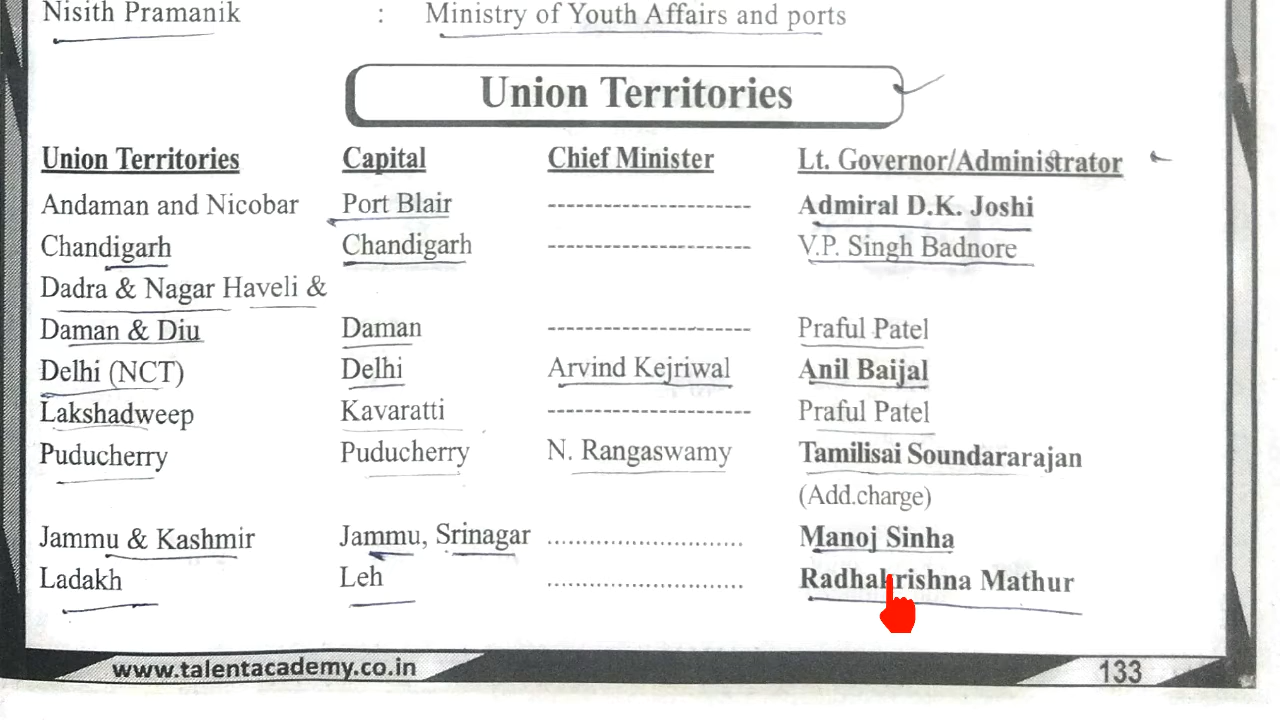 Nisith Pramanik : Ministry of Youth Affairs and ports
Union Territories
Union Territories Capital Chief Minister Lt. Governor/Administrator
Andaman and Nicobar Port Blair -------------------- Admiral D.K. Joshi
Chandigarh Chandigarh -------------------- V.P. Singh Badnore
Dadra & Nagar Haveli &
Daman & Diu Daman -------------------- Praful Patel
Delhi (NCT) Delhi Arvind Kejriwal Anil Baijal
Lakshadweep Kavaratti -------------------- Praful Patel
Puducherry Puducherry N. Rangaswamy Tamilisai Soundararajan
(Add.charge)
Jammu & Kashmir Jammu, Srinagar .............................. Manoj Sinha
Ladakh Leh .............................. Radhakrishna Mathur
www.talentacademy.co.in 133